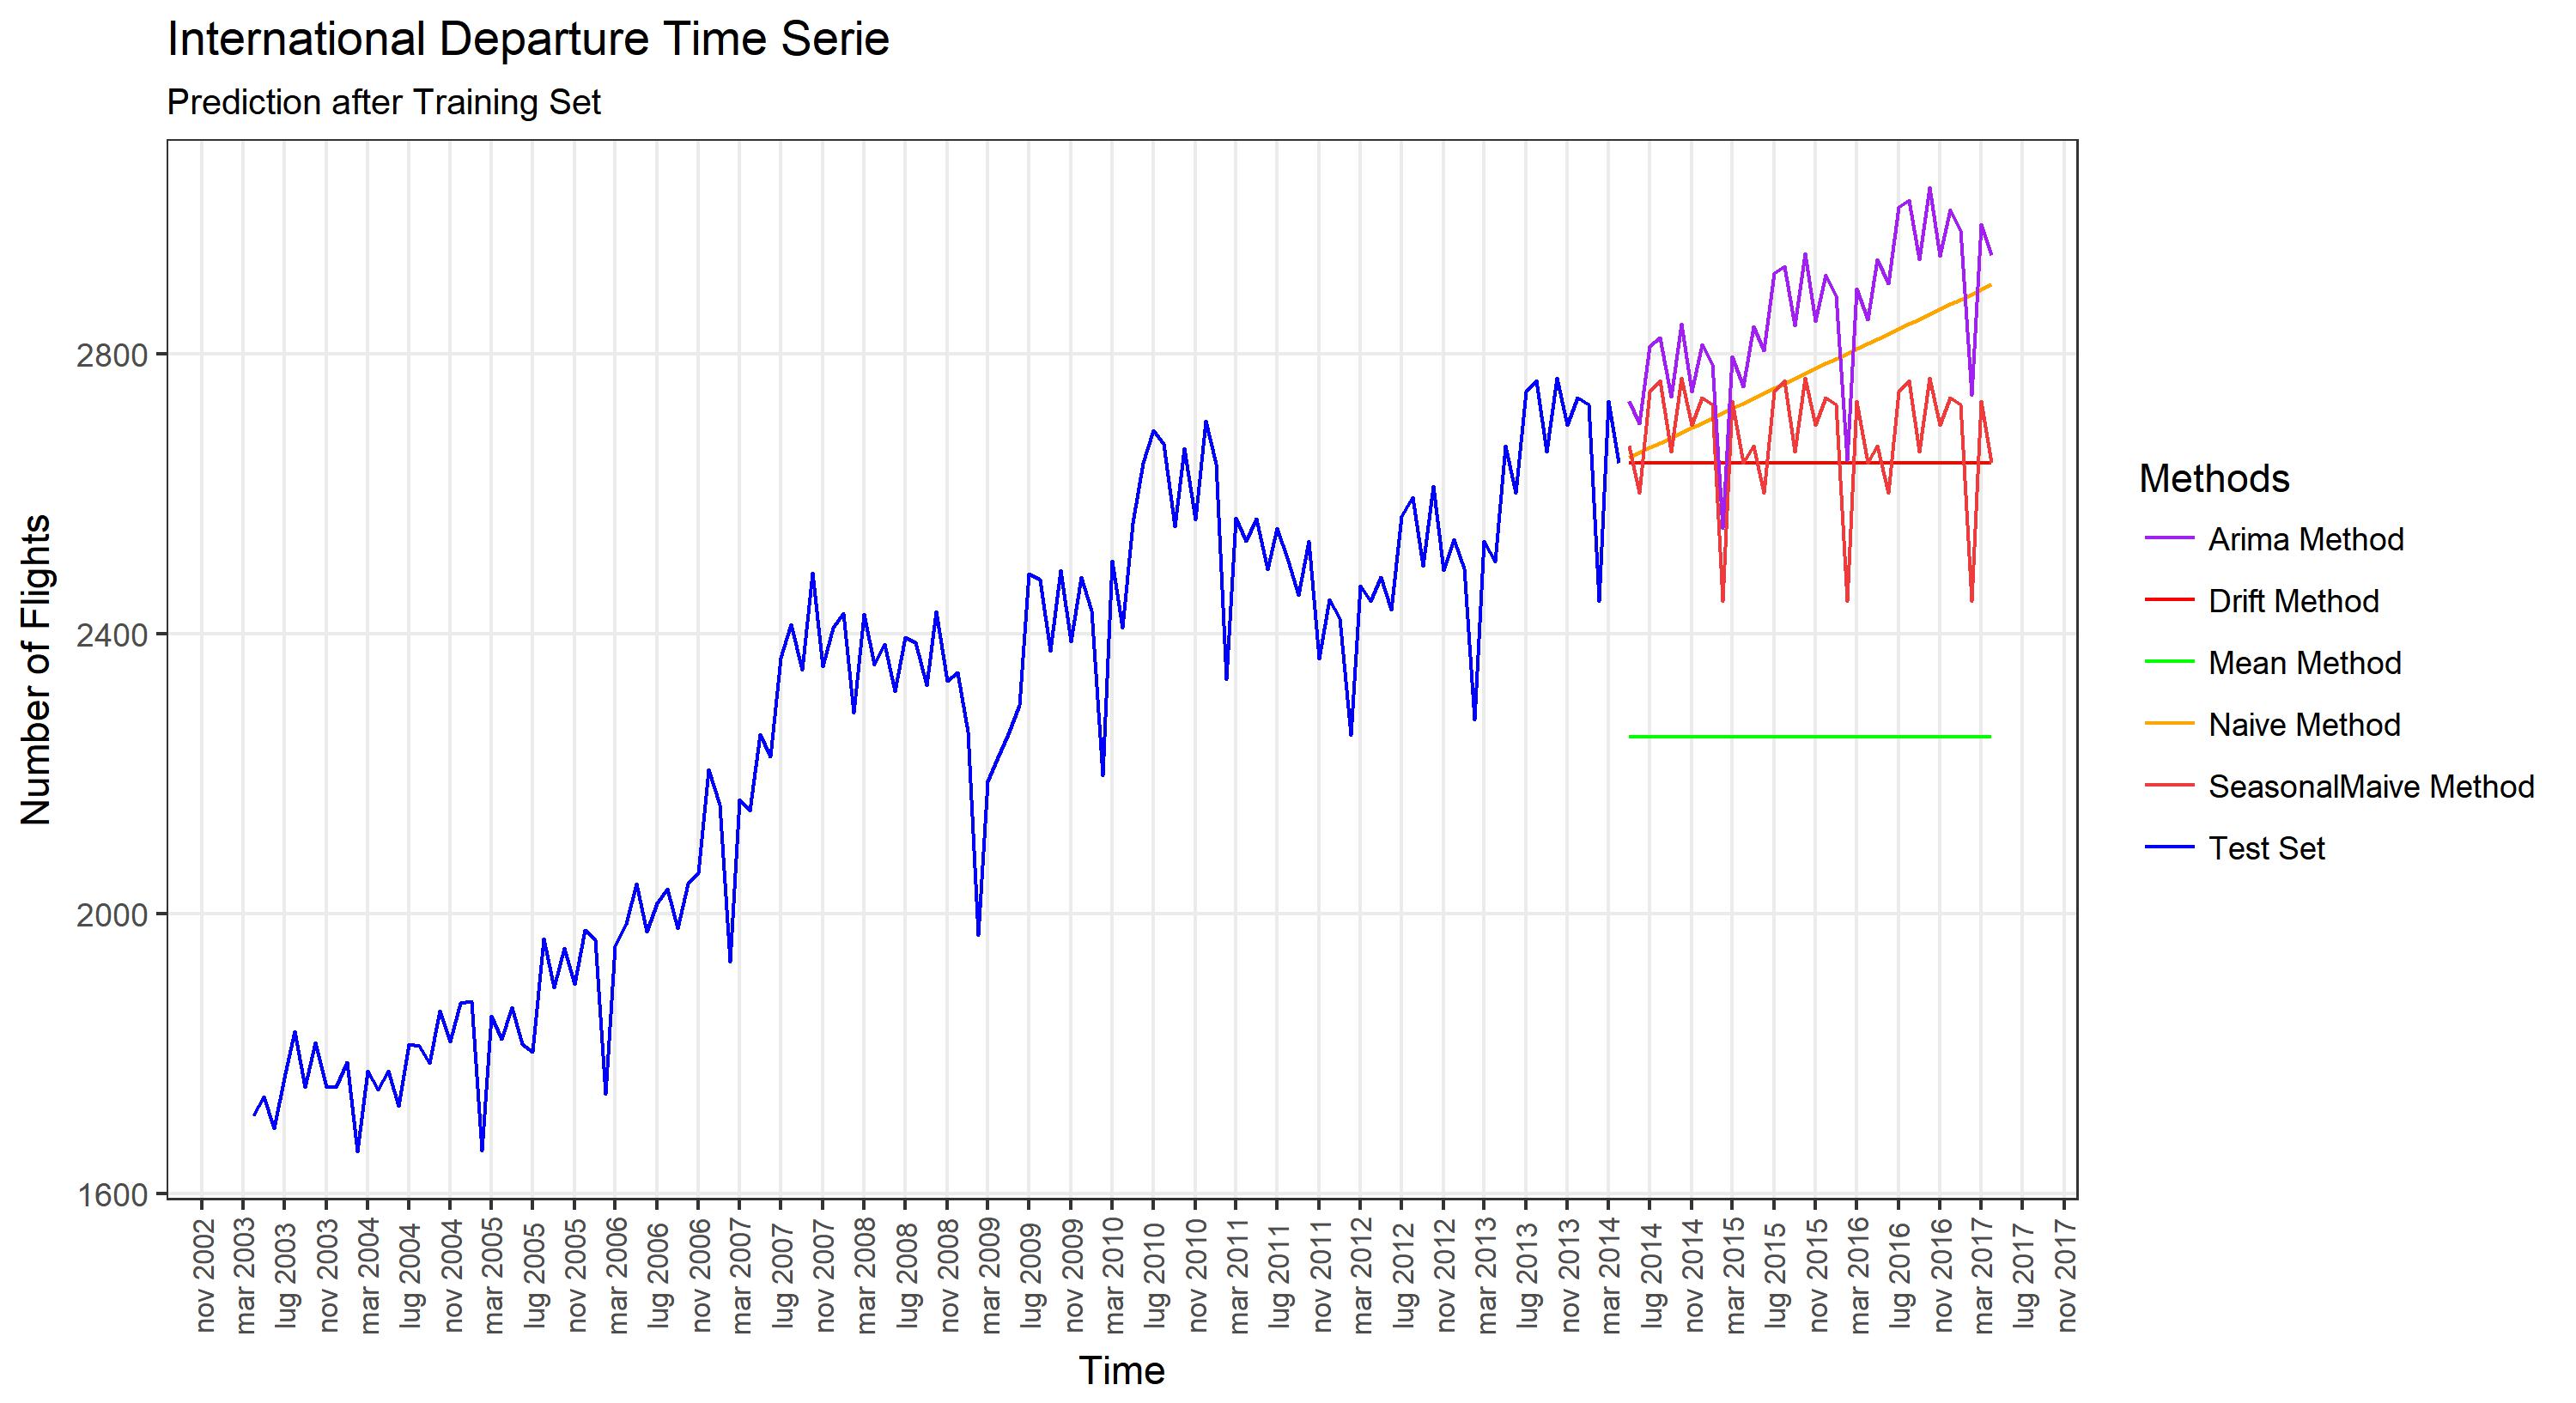 International Departure Time Serie
Prediction after Training Set
Number of Flights
2800
2400
2000
1600
nov 2002
mar 2003
lug 2003
nov 2003
mar 2004
lug 2004
nov 2004
mar 2005
lug 2005
nov 2005
mar 2006
lug 2006
nov 2006
mar 2007
lug 2007
nov 2007
mar 2008
lug 2008
nov 2008
mar 2009
lug 2009
nov 2009
mar 2010
lug 2010
nov 2010
mar 2011
lug 2011
nov 2011
mar 2012
lug 2012
nov 2012
mar 2013
lug 2013
nov 2013
mar 2014
lug 2014
nov 2014
mar 2015
lug 2015
nov 2015
mar 2016
lug 2016
nov 2016
mar 2017
lug 2017
nov 2017
Time
Methods
Arima Method
Drift Method
Mean Method
Naive Method
SeasonalMaive Method
Test Set